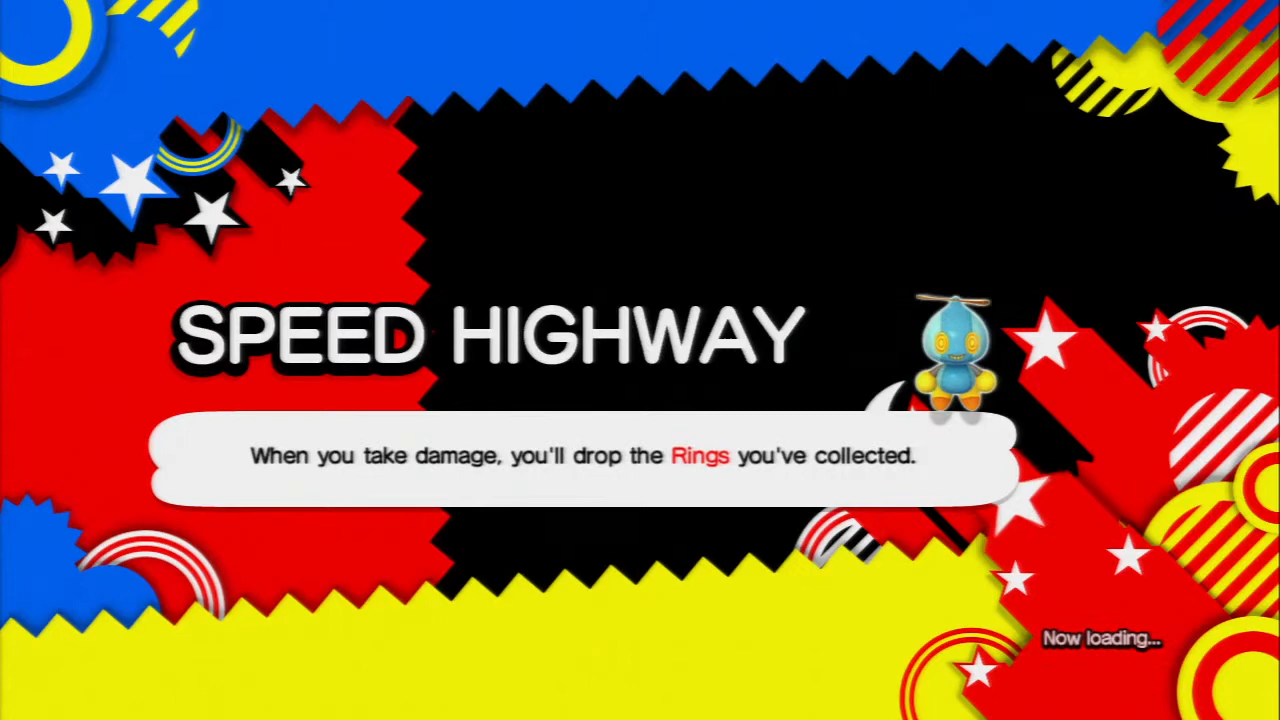 SPEED HIGHWAY
When you take damage, you'll drop the Rings you've collected.
Now loading...